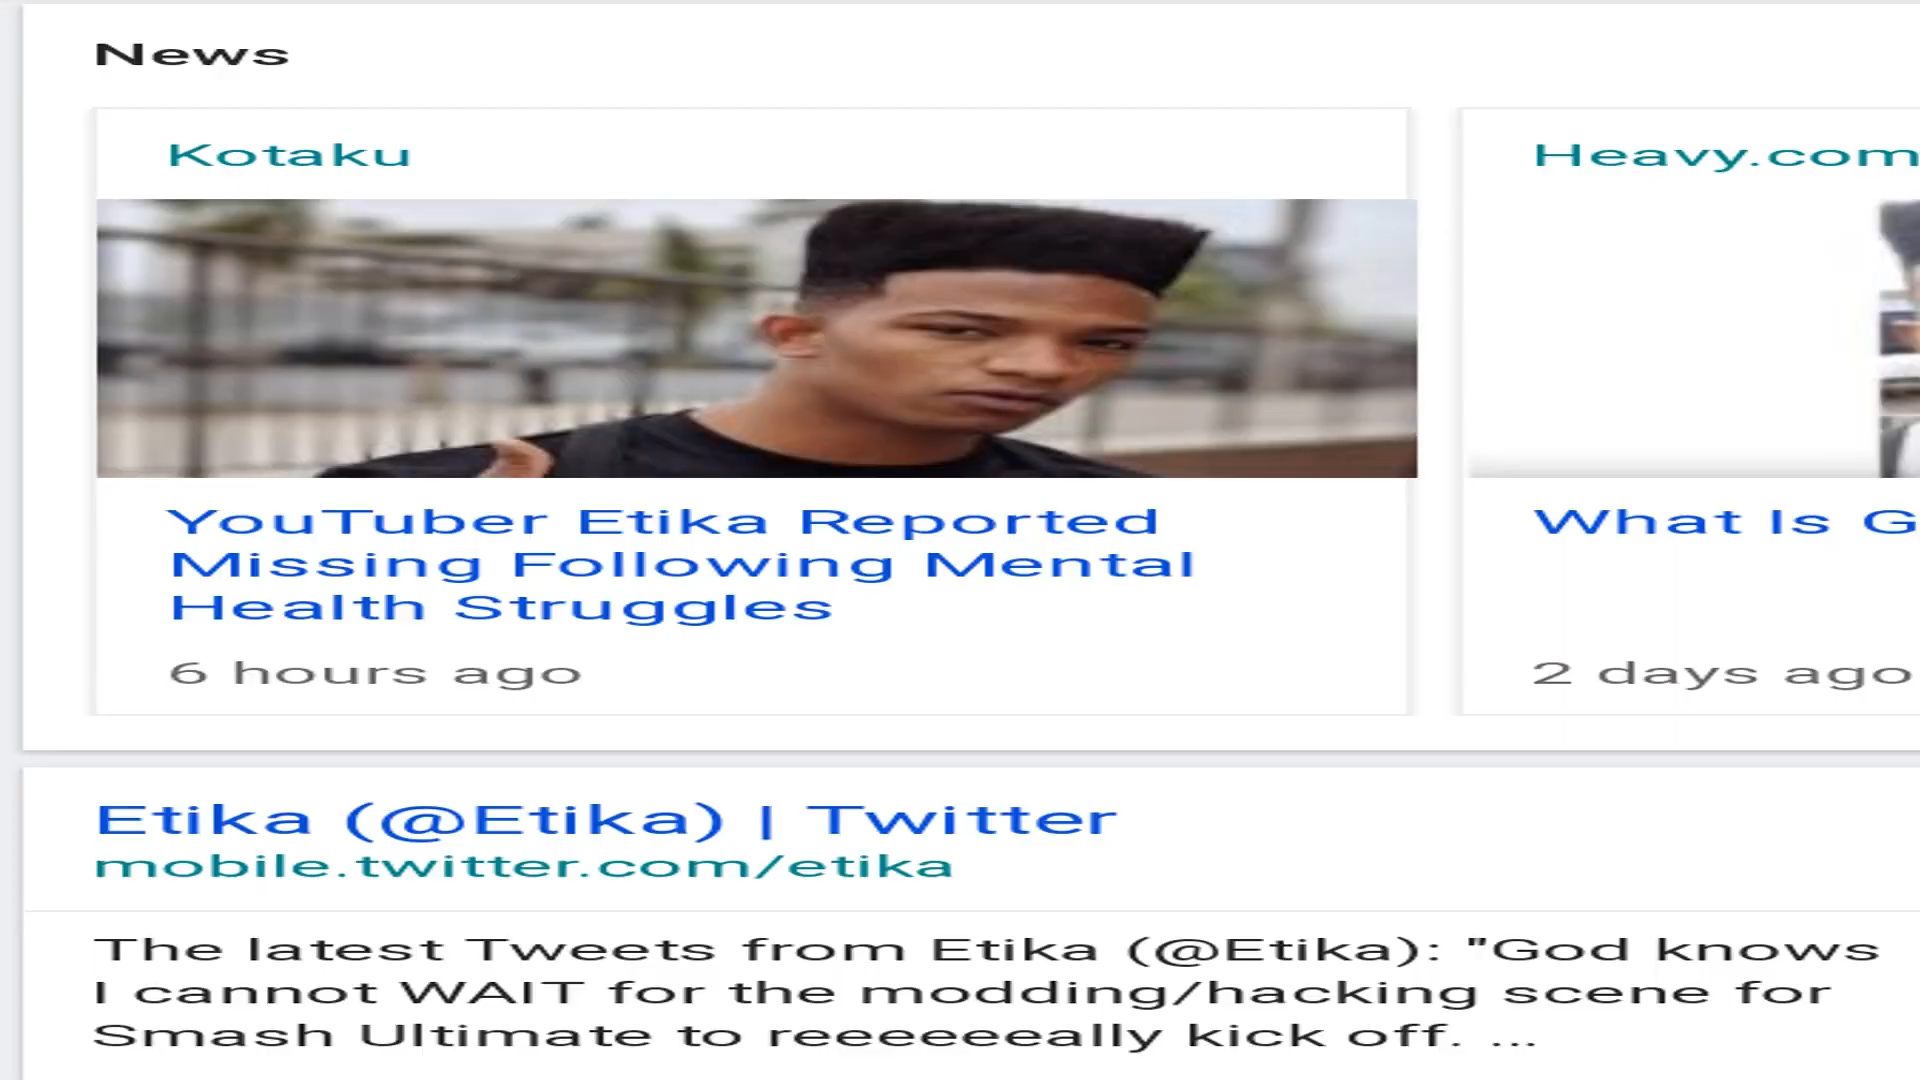 News
Kotaku
Heavy.com
YouTuber Etika Reported
Missing Following Mental
Health Struggles
6 hours ago
What Is G
2 days ago
Etika (@Etika) | Twitter
mobile.twitter.com/etika
The latest Tweets from Etika (@Etika): "God knows
I cannot WAIT for the modding/hacking scene for
Smash Ultimate to reeeeeeally kick off. ...